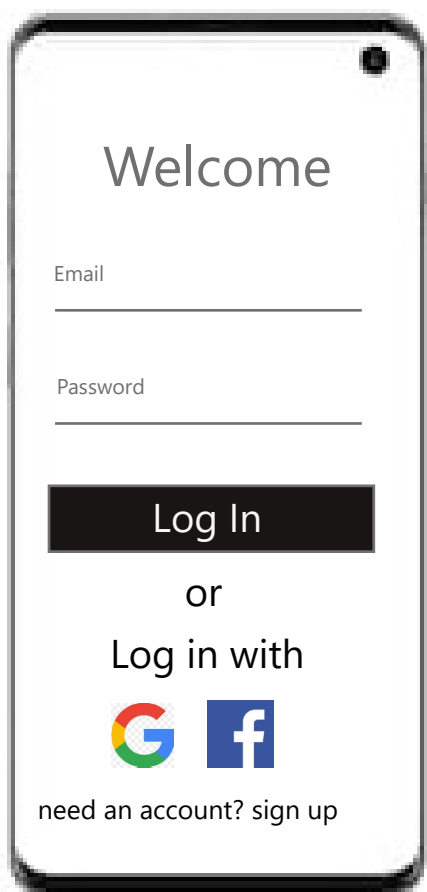 Welcome
Email
Password
Log In
or
Log in with
need an account? sign up